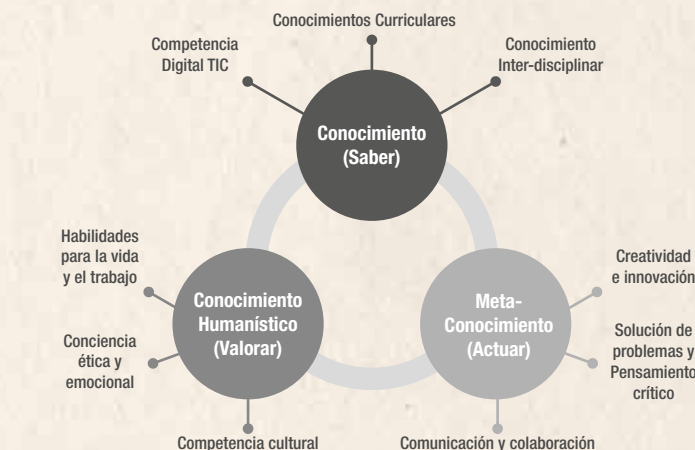 Conocimientos Curriculares
Competencia
Digital TIC
Conocimiento
Inter-disciplinar
Conocimiento
(Saber)
Habilidades
para la vida
y el trabajo
Conciencia
ética y
emocional
Competencia cultural
Conocimiento
Humanístico
(Valorar)
Meta-
Conocimiento
(Actuar)
Creatividad
e innovación
Solución de
problemas y
Pensamiento
crítico
Comunicación y colaboración